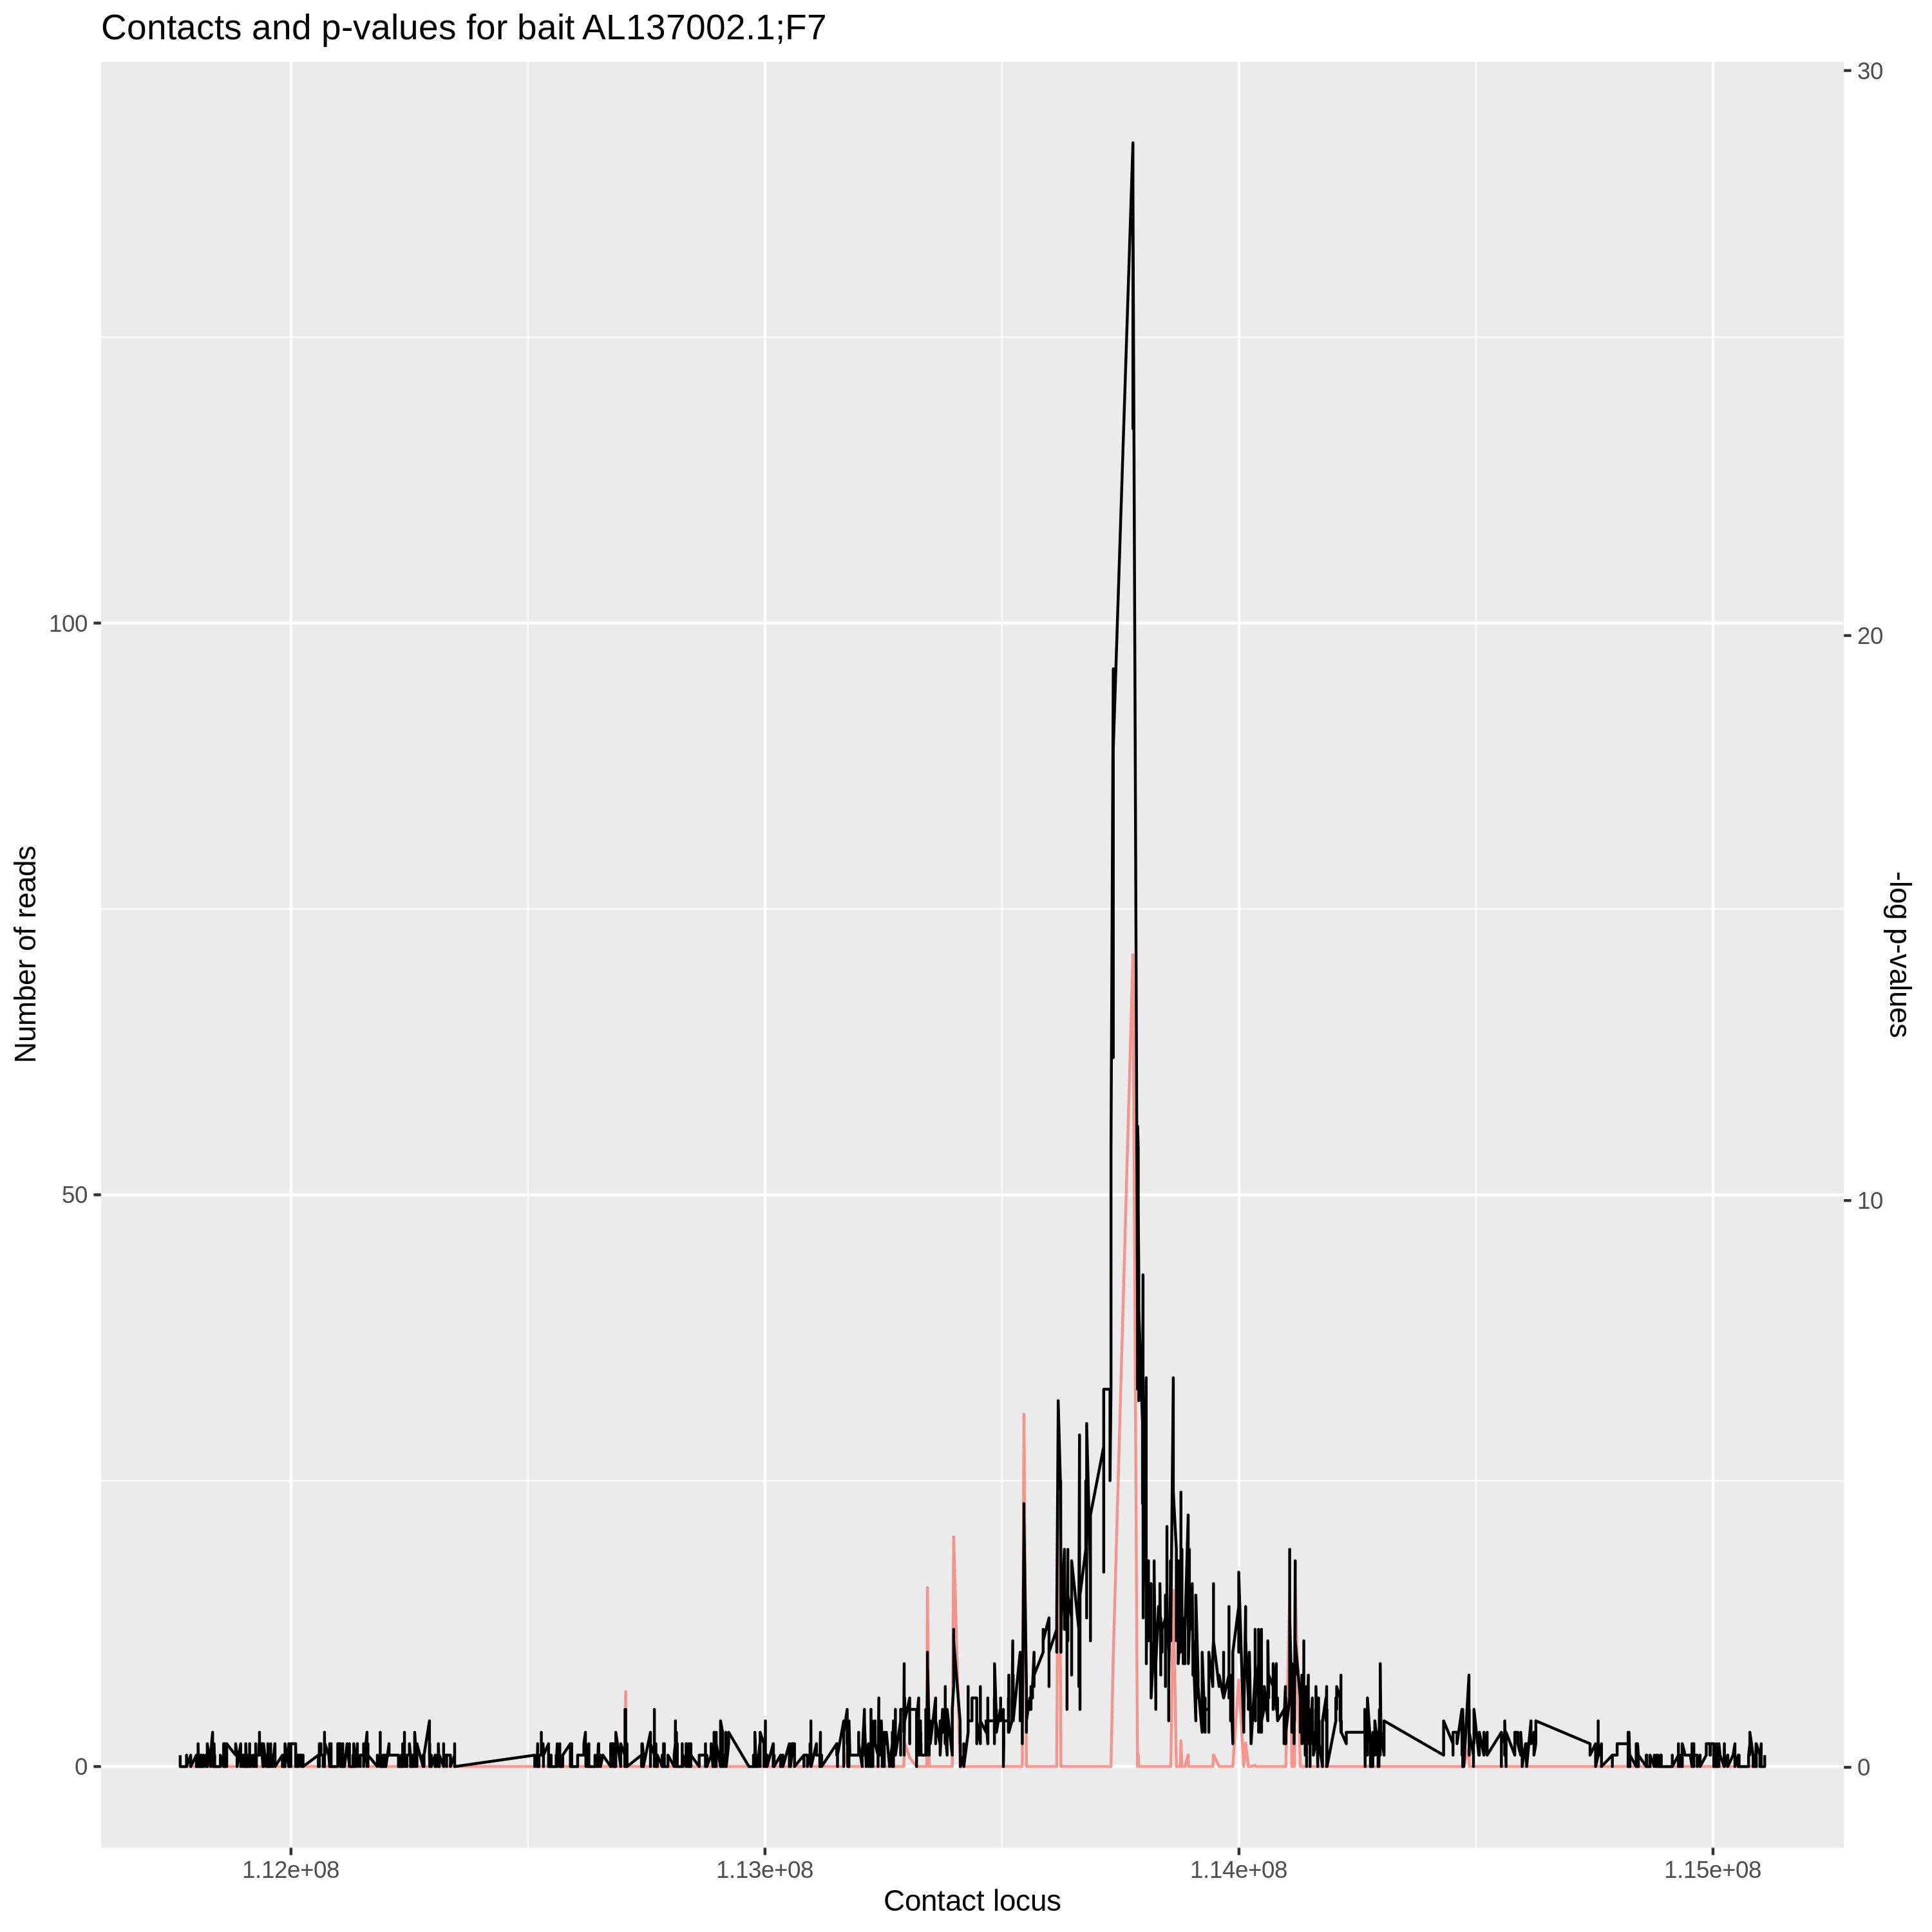 Contacts and p-values for bait AL137002.1;F7
Number of reads
100
50
0
30
20
10
0
-log p-values
1.12e+08
1.13e+08
1.14e+08
1.15e+08
Contact locus